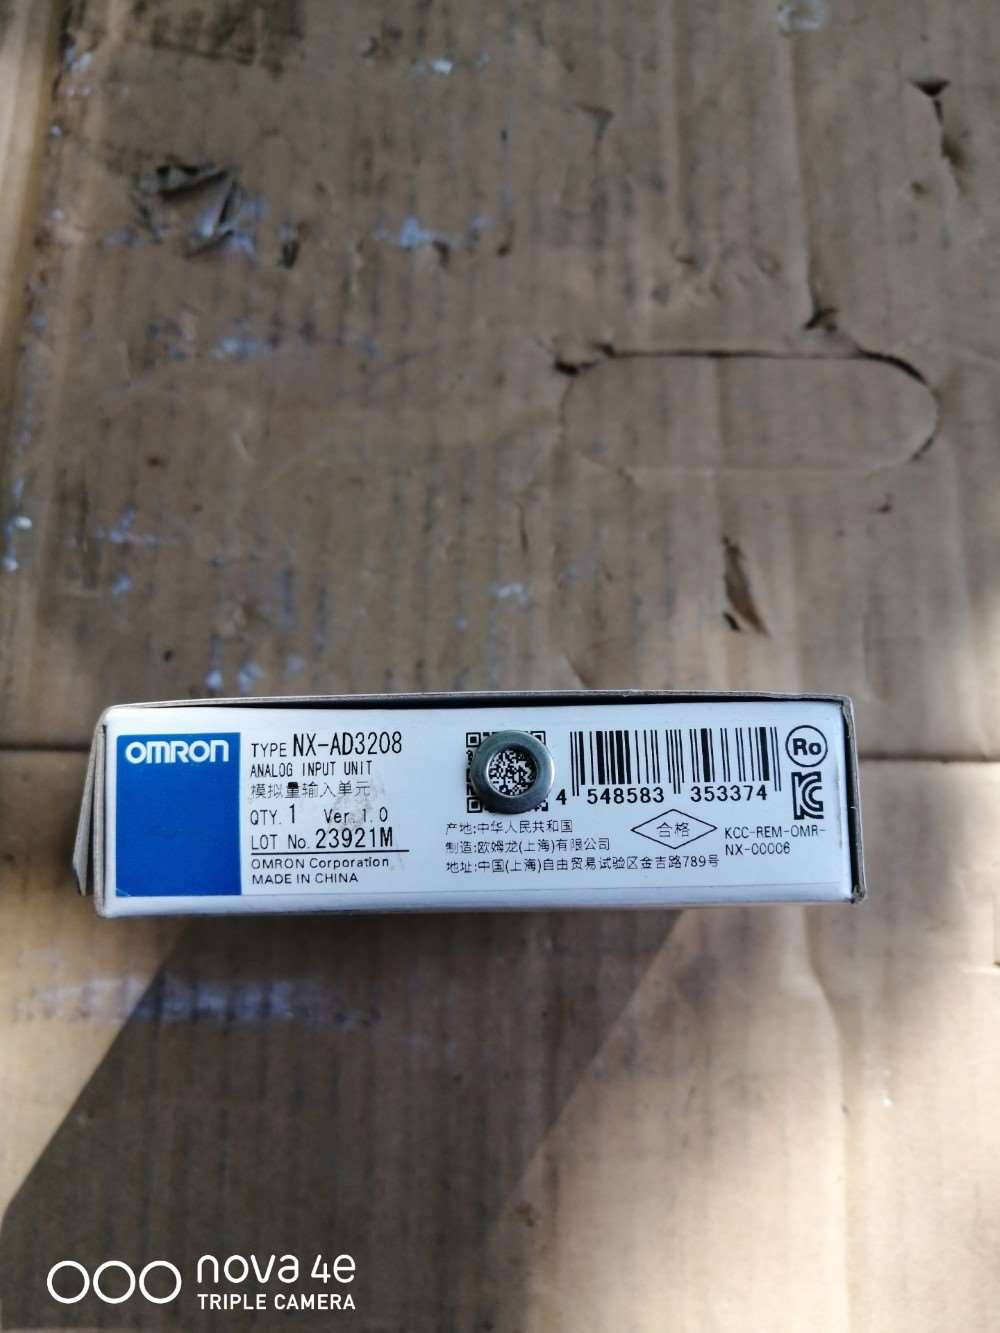 OMRON
TYPE NX-AD3208
ANALOG INPUT UNIT
模拟量输入单元
QTY. 1 Ver. 1.0
LOT No. 23921M
OMRON Corporation
MADE IN CHINA
4 548583 353374
产地:中华人民共和国
制造:欧姆龙(上海)有限公司
地址:中国(上海)自由贸易试验区金吉路789号
合格
Ro
KCC-REM-OMR-
NX-00006
nova 4e
TRIPLE CAMERA